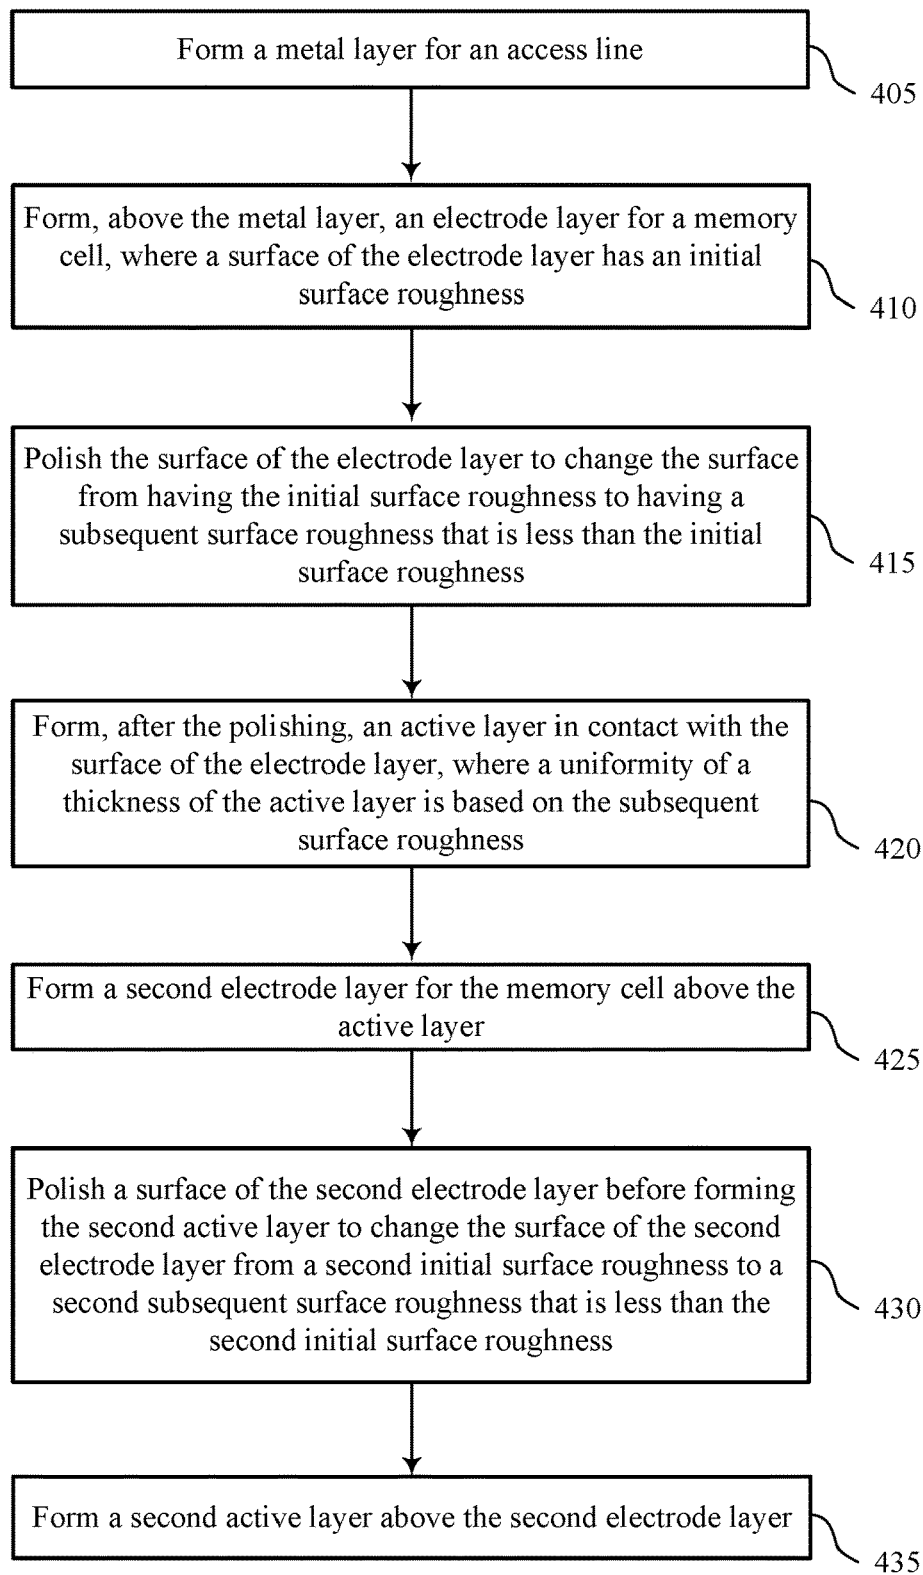 Form a metal layer for an access line
405
Form, above the metal layer, an electrode layer for a memory
cell, where a surface of the electrode layer has an initial
surface roughness
410
Polish the surface of the electrode layer to change the surface
from having the initial surface roughness to having a
subsequent surface roughness that is less than the initial
surface roughness
415
Form, after the polishing, an active layer in contact with the
surface of the electrode layer, where a uniformity of a
thickness of the active layer is based on the subsequent
surface roughness
420
Form a second electrode layer for the memory cell above the
active layer
425
Polish a surface of the second electrode layer before forming
the second active layer to change the surface of the second
electrode layer from a second initial surface roughness to a
second subsequent surface roughness that is less than the
second initial surface roughness
430
Form a second active layer above the second electrode layer
435